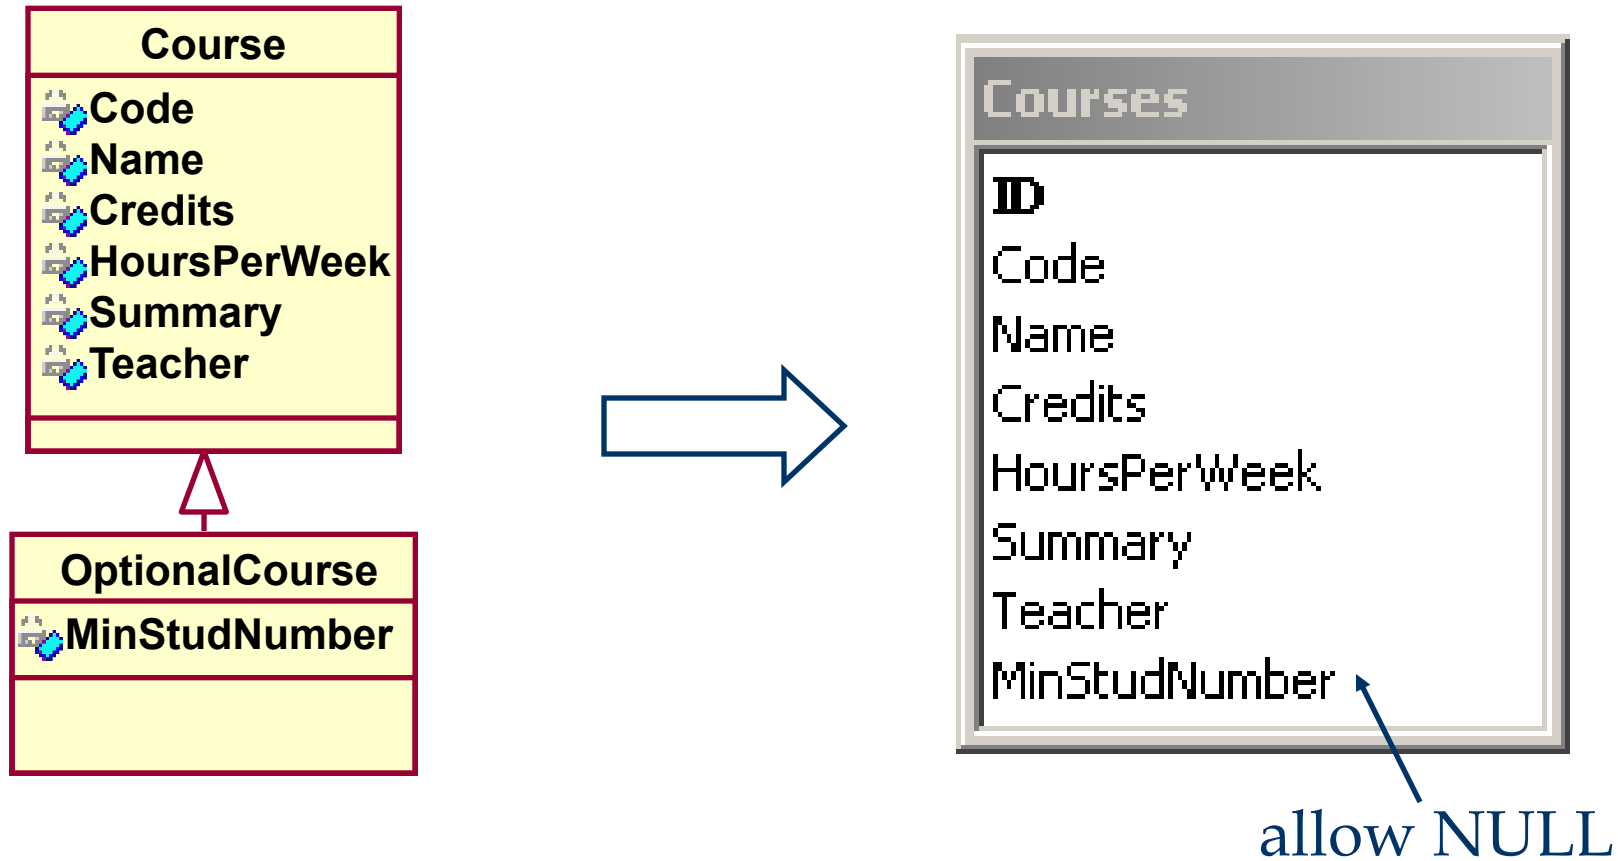 Course
Code
Name
Credits
HoursPerWeek
Summary
Teacher
OptionalCourse
MinStudNumber
Courses
ID
Code
Name
Credits
HoursPerWeek
Summary
Teacher
MinStudNumber
allow NULL